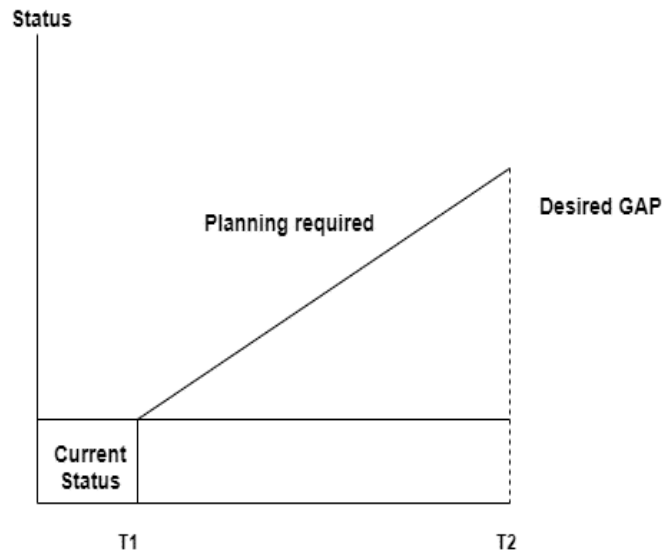 Status
Planning required
Desired GAP
Current
Status
T1
T2